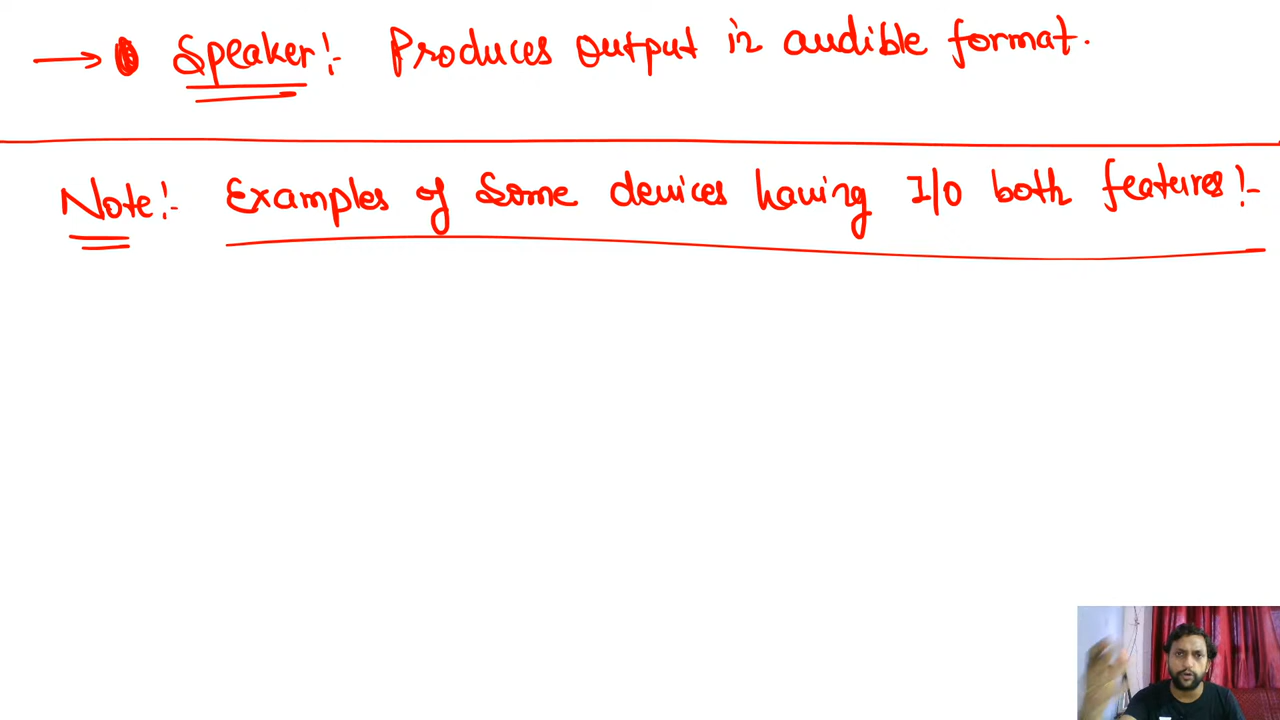 → • Speaker:- Produces output in audible format.
Note:- Examples of some devices having I/O both features:-